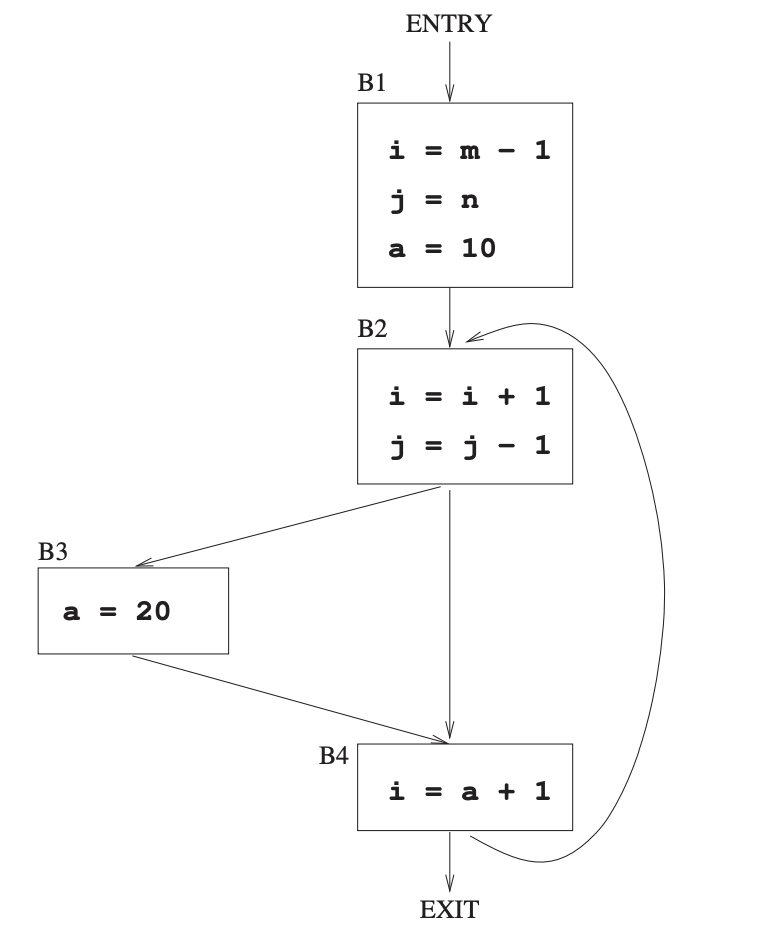 ENTRY
B1
i = m - 1
j = n
a = 10
B2
i = i + 1
j = j - 1
B3
a = 20
B4
i = a + 1
EXIT